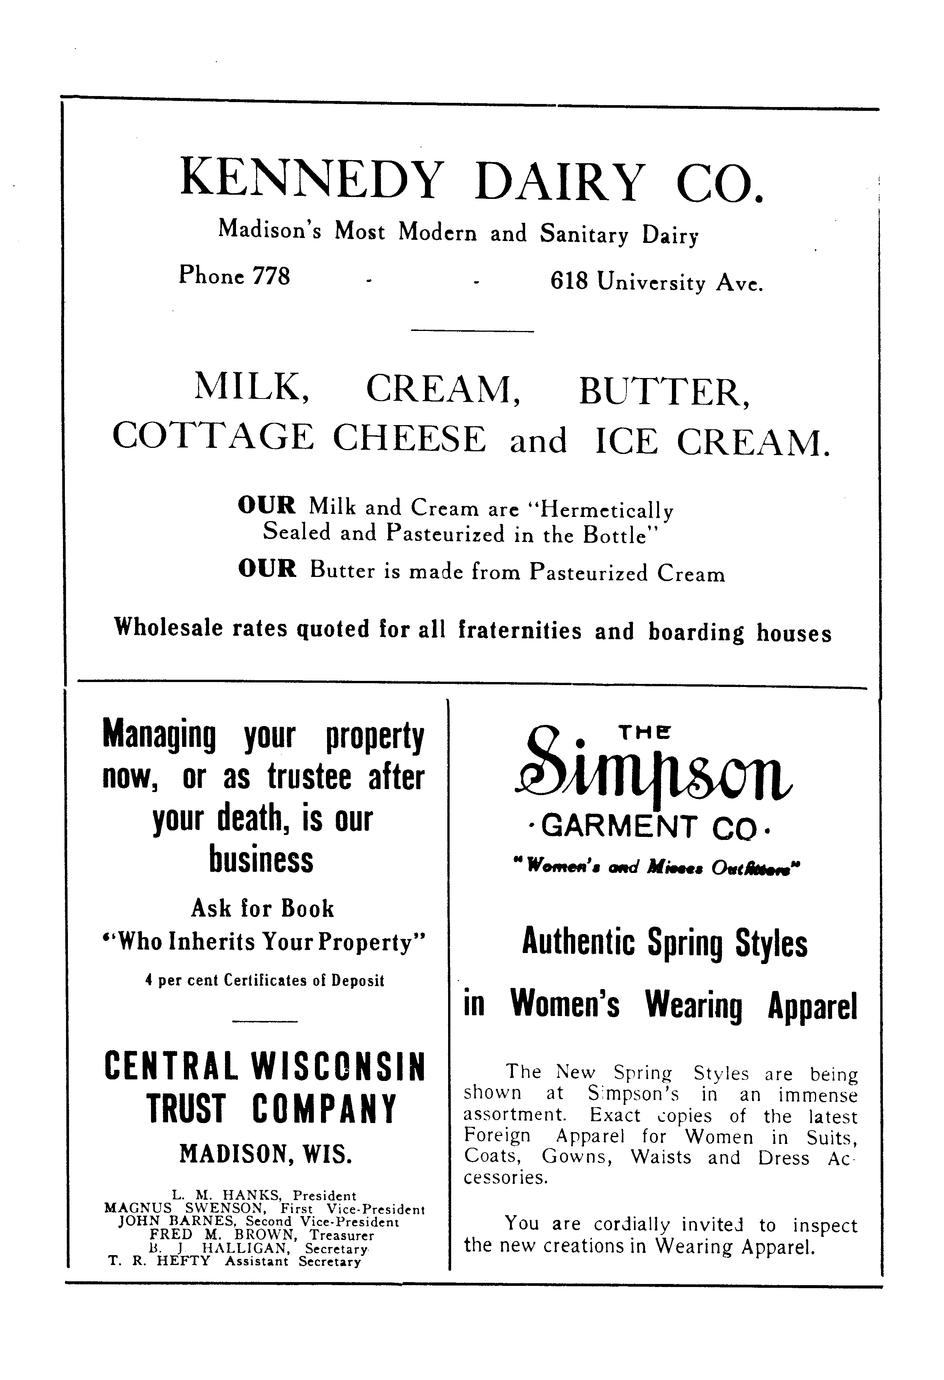 KENNEDY DAIRY CO.
Madison's Most Modern and Sanitary Dairy
Phone 778 - - 618 University Ave.
MILK, CREAM, BUTTER,
COTTAGE CHEESE and ICE CREAM.
OUR Milk and Cream are "Hermetically
Sealed and Pasteurized in the Bottle"
OUR Butter is made from Pasteurized Cream
Wholesale rates quoted for all fraternities and boarding houses
Managing your property
now, or as trustee after
your death, is our
business
Ask for Book
"Who Inherits Your Property"
4 per cent Certificates of Deposit
CENTRAL WISCONSIN
TRUST COMPANY
MADISON, WIS.
L. M. HANKS, President
MAGNUS SWENSON, First Vice-President
JOHN BARNES, Second Vice-President
FRED M. BROWN, Treasurer
B. J HALLIGAN, Secretary
T. R. HEFTY Assistant Secretary
THE
Simpson
·GARMENT CO·
"Women's and Misses Outfitters"
Authentic Spring Styles
in Women's Wearing Apparel
The New Spring Styles are being
shown at Simpson's in an immense
assortment. Exact copies of the latest
Foreign Apparel for Women in Suits,
Coats, Gowns, Waists and Dress Ac-
cessories.
You are cordially invited to inspect
the new creations in Wearing Apparel.